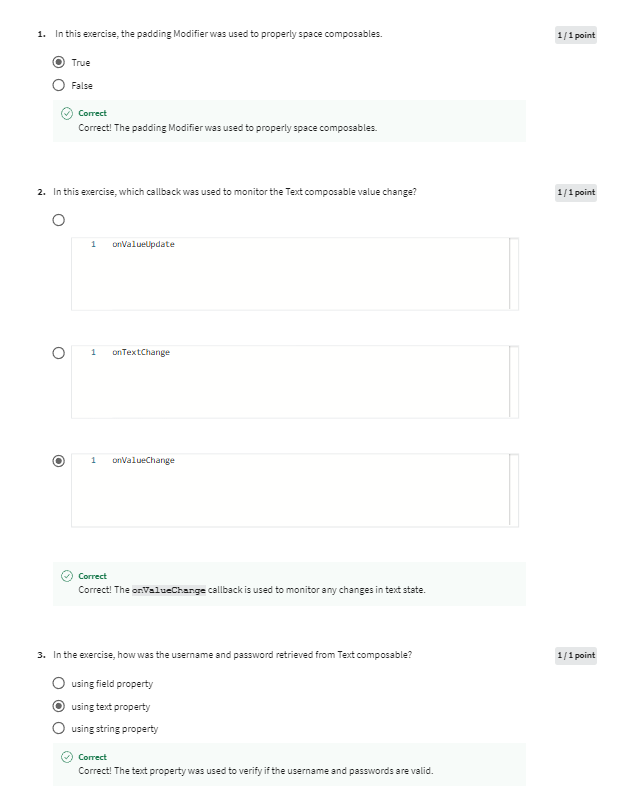 1. In this exercise, the padding Modifier was used to properly space composables.
1 / 1 point
True
False
Correct
Correct! The padding Modifier was used to properly space composables.
2. In this exercise, which callback was used to monitor the Text composable value change?
1 / 1 point
1 onValueUpdate
1 onTextChange
1 onValueChange
Correct
Correct! The onValueChange callback is used to monitor any changes in text state.
3. In the exercise, how was the username and password retrieved from Text composable?
1 / 1 point
using field property
using text property
using string property
Correct
Correct! The text property was used to verify if the username and passwords are valid.